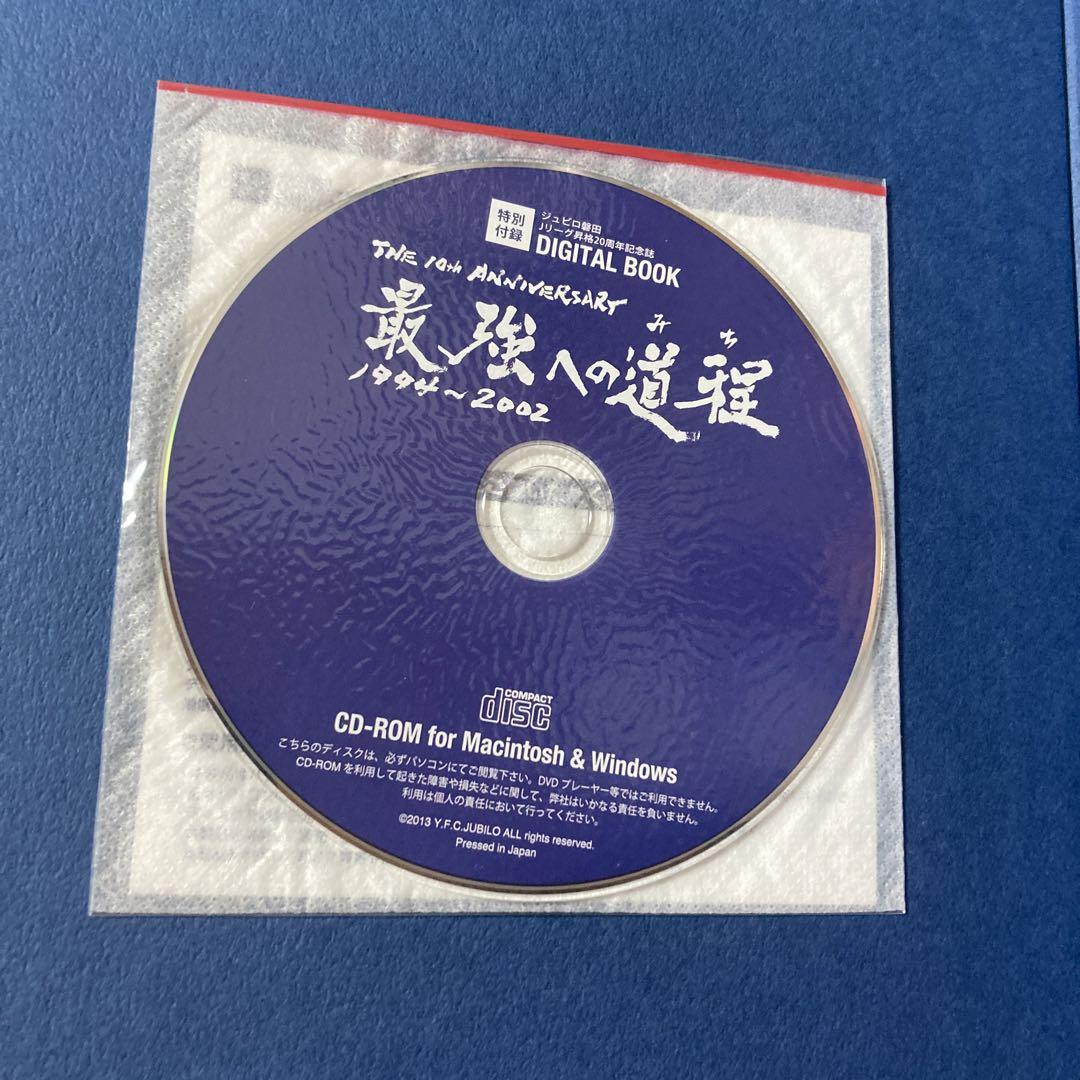 特別
付録
ジュビロ磐田
Jリーグ昇格20周年記念誌
DIGITAL BOOK
THE 10th ANNIVERSARY
みち
最強への道程
1994~2002
COMPACT
disc
CD-ROM for Macintosh & Windows
こちらのディスクは、必ずパソコンにてご閲覧下さい。DVDプレーヤー等ではご利用できません。
CD-ROMを利用して起きた障害や損失などに関して、弊社はいかなる責任を負いません。
利用は個人の責任において行ってください。
©2013 Y.F.C.JUBILO ALL rights reserved.
Pressed in Japan